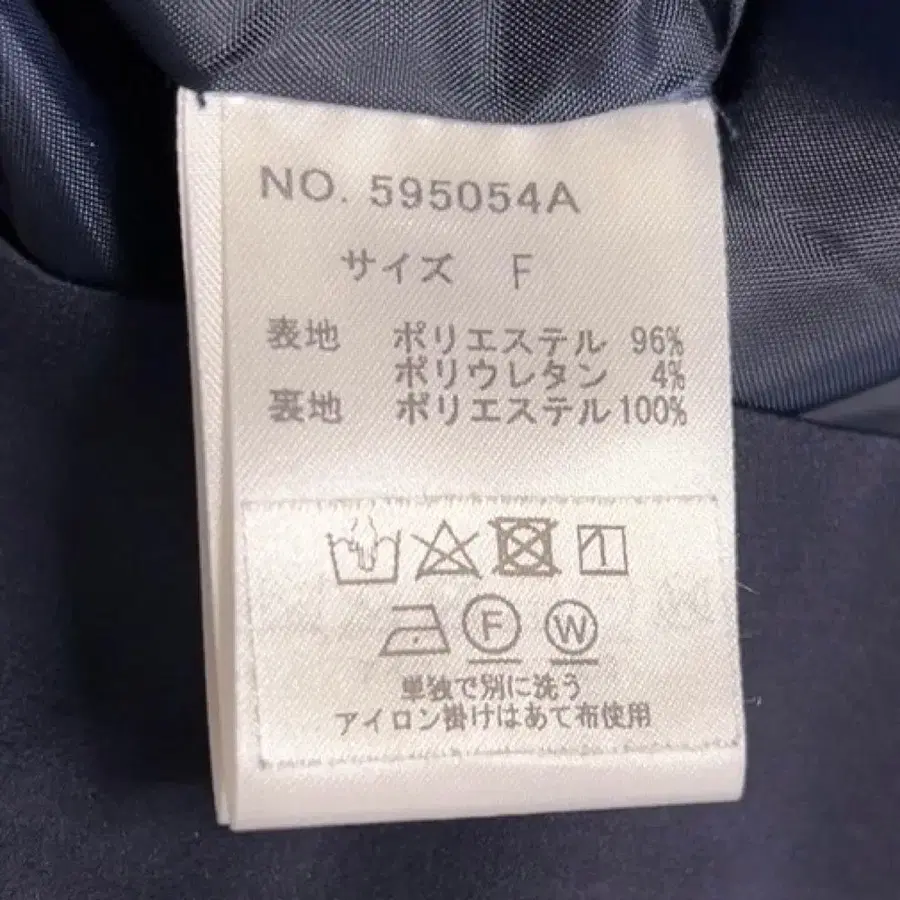 NO. 595054A
サイズ F
表地 ポリエステル 96%
ポリウレタン 4%
裏地 ポリエステル 100%
F W
単独で別に洗う
アイロン掛けはあて布使用